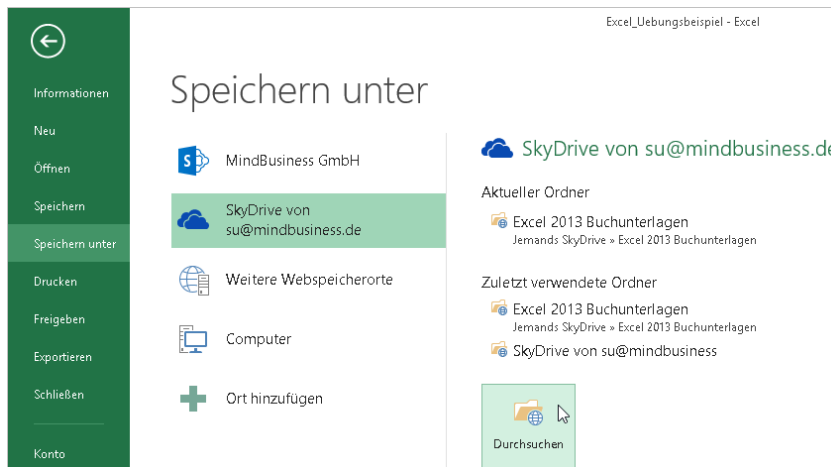 Excel_Uebungsbeispiel - Excel
Informationen
Neu
Öffnen
Speichern
Speichern unter
Drucken
Freigeben
Exportieren
Schließen
Konto
Speichern unter
S
MindBusiness GmbH
SkyDrive von
su@mindbusiness.de
Weitere Webspeicherorte
Computer
Ort hinzufügen
SkyDrive von su@mindbusiness.de
Aktueller Ordner
Excel 2013 Buchunterlagen
Jemands SkyDrive » Excel 2013 Buchunterlagen
Zuletzt verwendete Ordner
Excel 2013 Buchunterlagen
Jemands SkyDrive » Excel 2013 Buchunterlagen
SkyDrive von su@mindbusiness
Durchsuchen